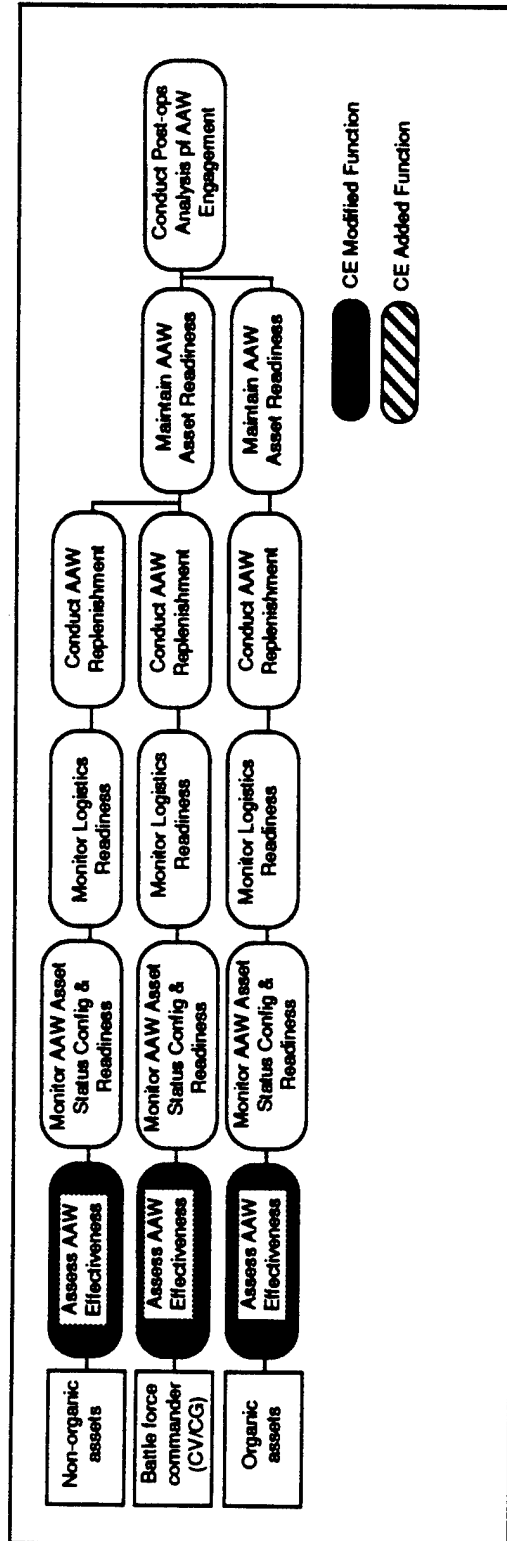 Non-organic
assets
Assess AAW
Effectiveness
Monitor AAW Asset
Status Config &
Readiness
Monitor Logistics
Readiness
Conduct AAW
Replenishment
Battle force
commander
(CV/CG)
Assess AAW
Effectiveness
Monitor AAW Asset
Status Config &
Readiness
Monitor Logistics
Readiness
Conduct AAW
Replenishment
Maintain AAW
Asset Readiness
Conduct Post-ops
Analysis pf AAW
Engagement
Organic
assets
Assess AAW
Effectiveness
Monitor AAW Asset
Status Config &
Readiness
Monitor Logistics
Readiness
Conduct AAW
Replenishment
Maintain AAW
Asset Readiness
CE Modified Function
CE Added Function